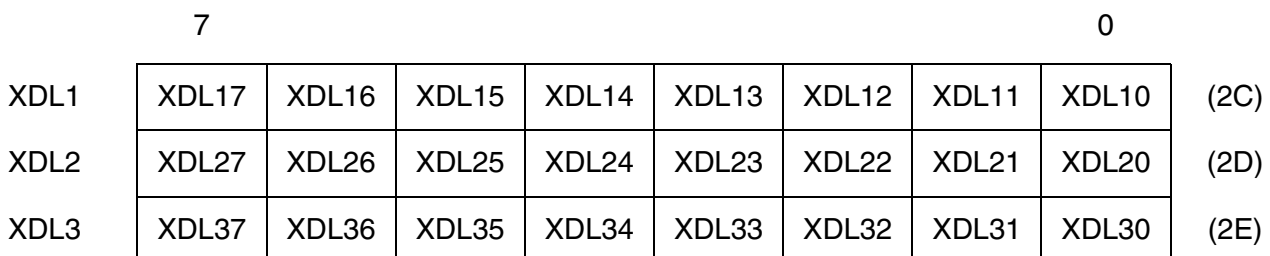 7 0
XDL1 XDL17 XDL16 XDL15 XDL14 XDL13 XDL12 XDL11 XDL10 (2C)
XDL2 XDL27 XDL26 XDL25 XDL24 XDL23 XDL22 XDL21 XDL20 (2D)
XDL3 XDL37 XDL36 XDL35 XDL34 XDL33 XDL32 XDL31 XDL30 (2E)